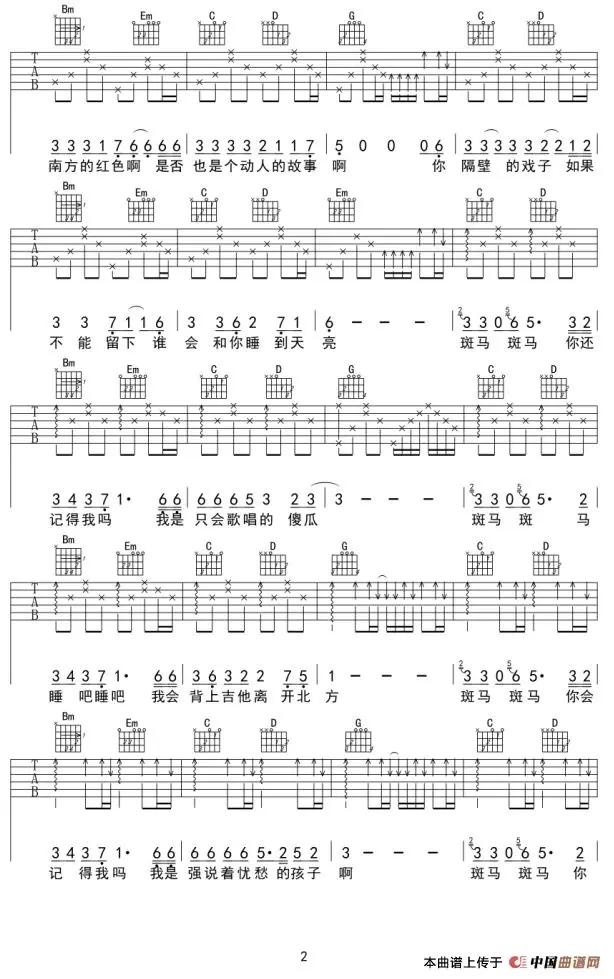 Bm Em C D G C D
T A B
3 3 3 1 7 6 6 6 6 3 3 3 3 2 1 1 7 5 0 0 0 6 3 3 3 3 3 2 2 1 2
南方的红色啊 是否 也是个动人的故事 啊 你 隔壁 的戏子 如果
Bm Em C D G C D
T A B
3 3 7 1 1 6 3 3 6 2 7 1 6 - - - 3 3 0 6 5· 3 2
不 能 留下 谁 会 和你 睡 到天 亮 斑马 斑马 你还
Bm Em C D G C D
T A B
3 4 3 7 1· 6 6 6 6 6 5 3 2 3 3 - - - 3 3 0 6 5· 2
记得我吗 我是 只会歌唱的 傻瓜 斑马 斑 马
Bm Em C D G C D
T A B
3 4 3 7 1· 6 6 3 6 3 2 2 7 5 1 - - - 3 3 0 6 5· 3 2
睡 吧睡吧 我会 背上吉他离 开北 方 斑马 斑马 你会
Bm Em C D G C D
T A B
3 4 3 7 1· 6 6 6 6 6 6 5· 2 5 2 3 - - - 3 3 0 6 5· 2
记 得我吗 我是 强说着忧愁 的孩子 啊 斑马 斑马 你
2
本曲谱上传于 中国曲谱网